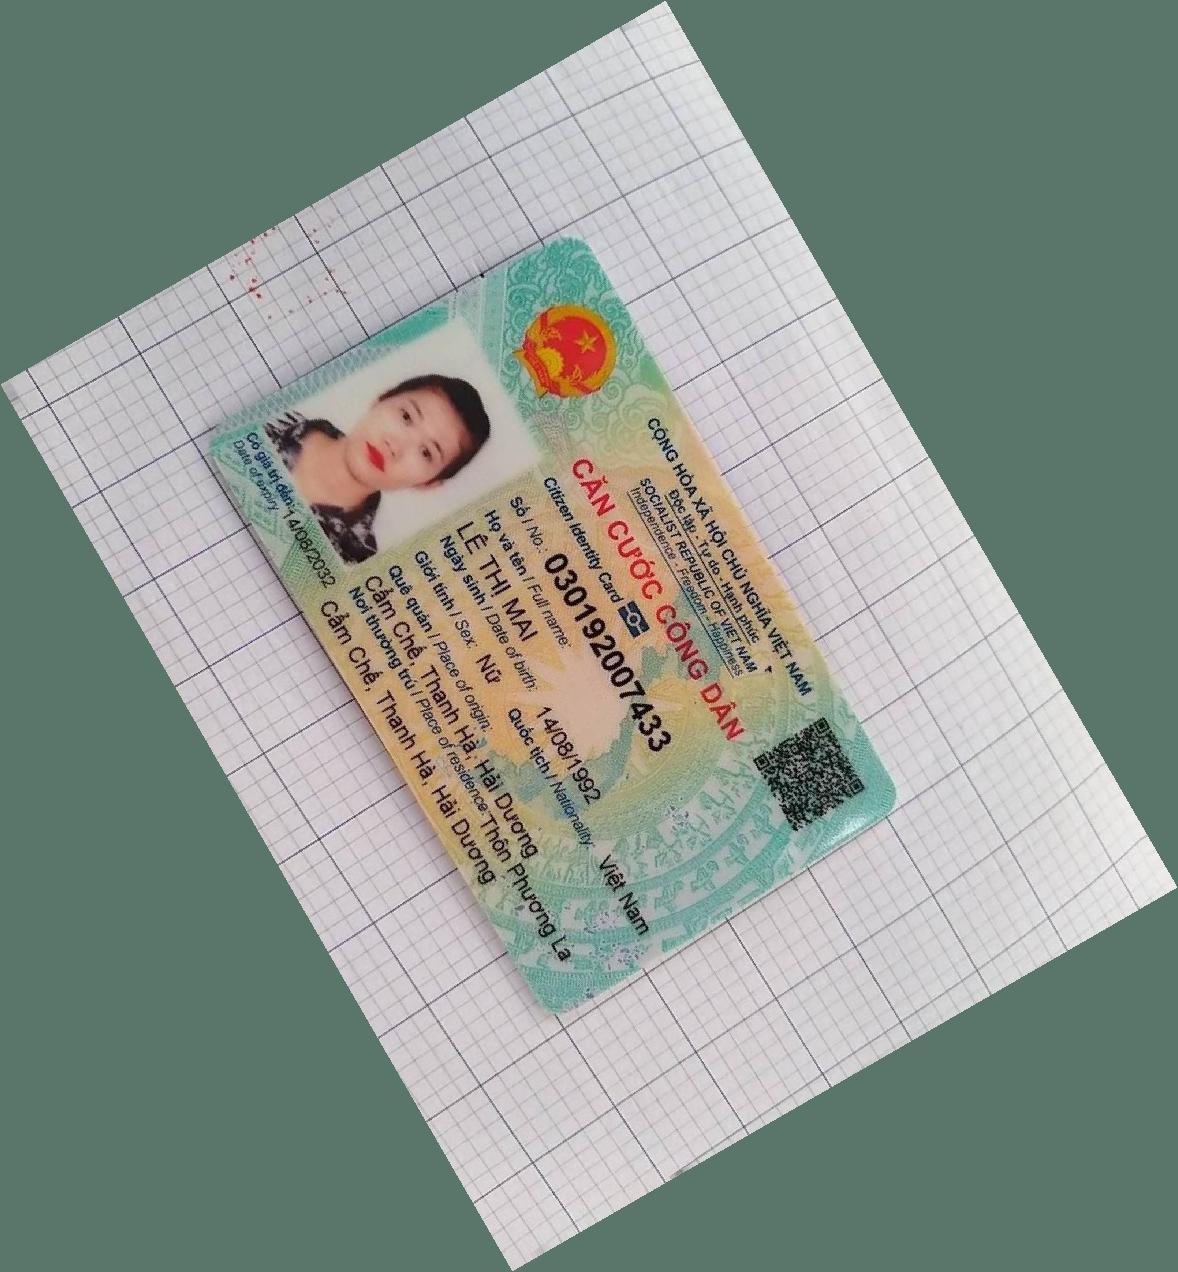 CỘNG HÒA XÃ HỘI CHỦ NGHĨA VIỆT NAM
Độc lập - Tự do - Hạnh phúc
SOCIALIST REPUBLIC OF VIET NAM
Independence - Freedom - Happiness
CĂN CƯỚC CÔNG DÂN
Citizen Identity Card
Số / No.: 030192007433
Họ và tên / Full name:
LÊ THỊ MAI
Ngày sinh / Date of birth: 14/08/1992
Giới tính / Sex: Nữ Quốc tịch / Nationality: Việt Nam
Quê quán / Place of origin:
Cẩm Chế, Thanh Hà, Hải Dương
Nơi thường trú / Place of residence: Thôn Phương La
Cẩm Chế, Thanh Hà, Hải Dương
Có giá trị đến: 14/08/2032
Date of expiry